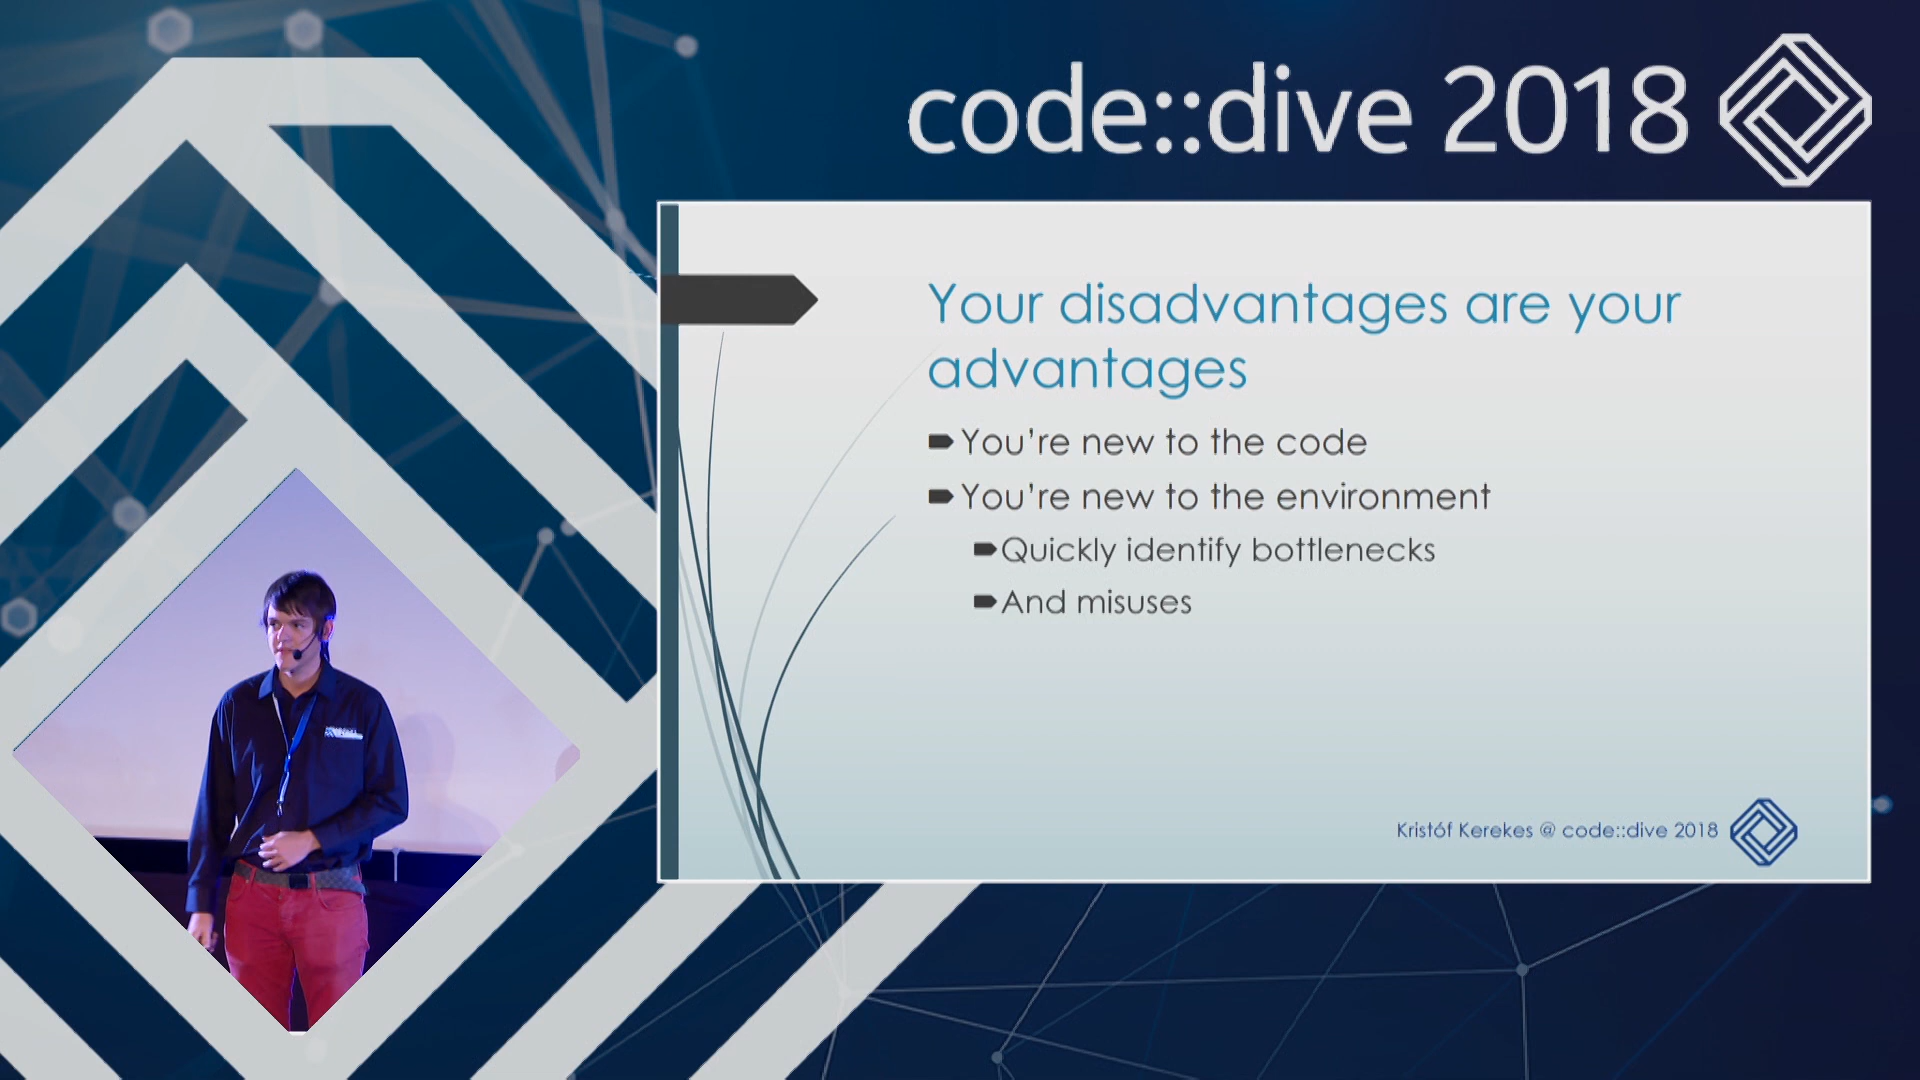 code::dive 2018
Your disadvantages are your
advantages
You're new to the code
You're new to the environment
Quickly identify bottlenecks
And misuses
Kristóf Kerekes @ code::dive 2018